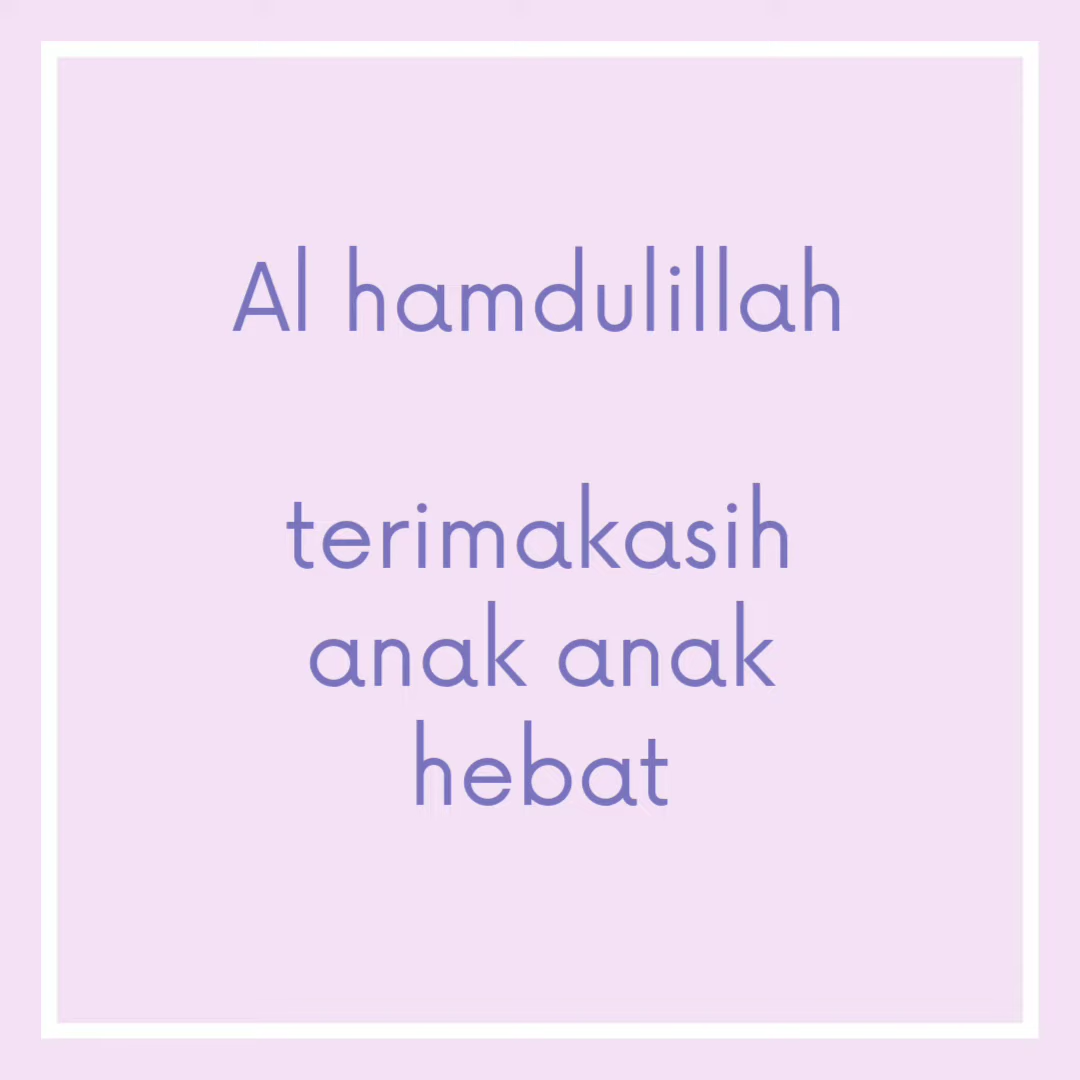 Al hamdulillah
terimakasih
anak anak
hebat